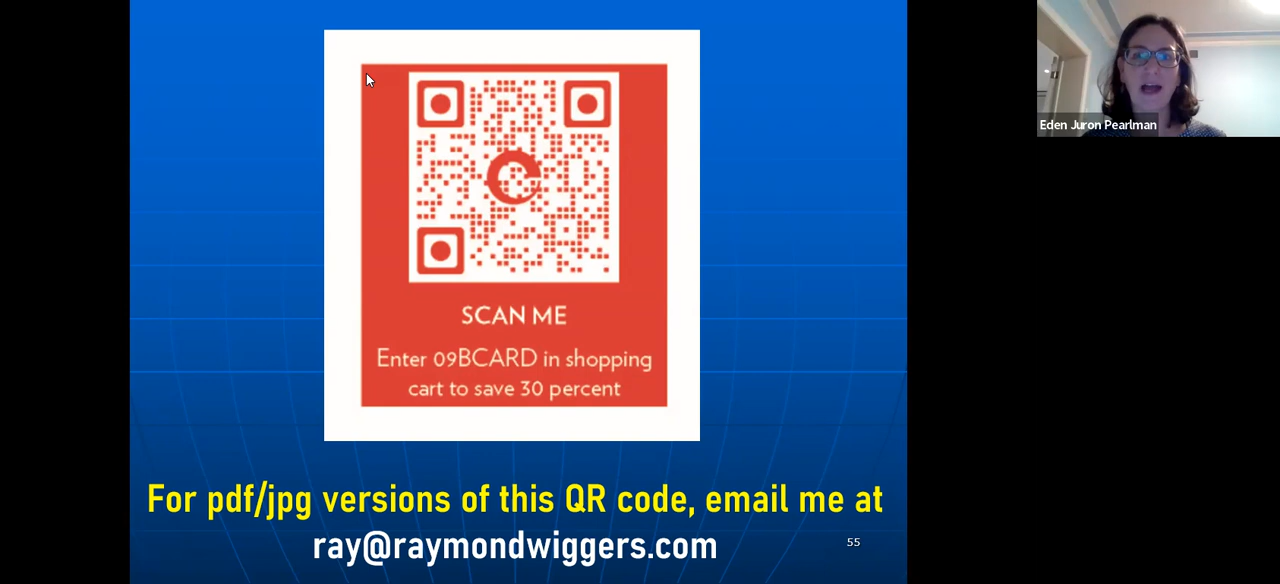 SCAN ME
Enter 09BCARD in shopping
cart to save 30 percent
For pdf/jpg versions of this QR code, email me at
ray@raymondwiggers.com
55
Eden Juron Pearlman